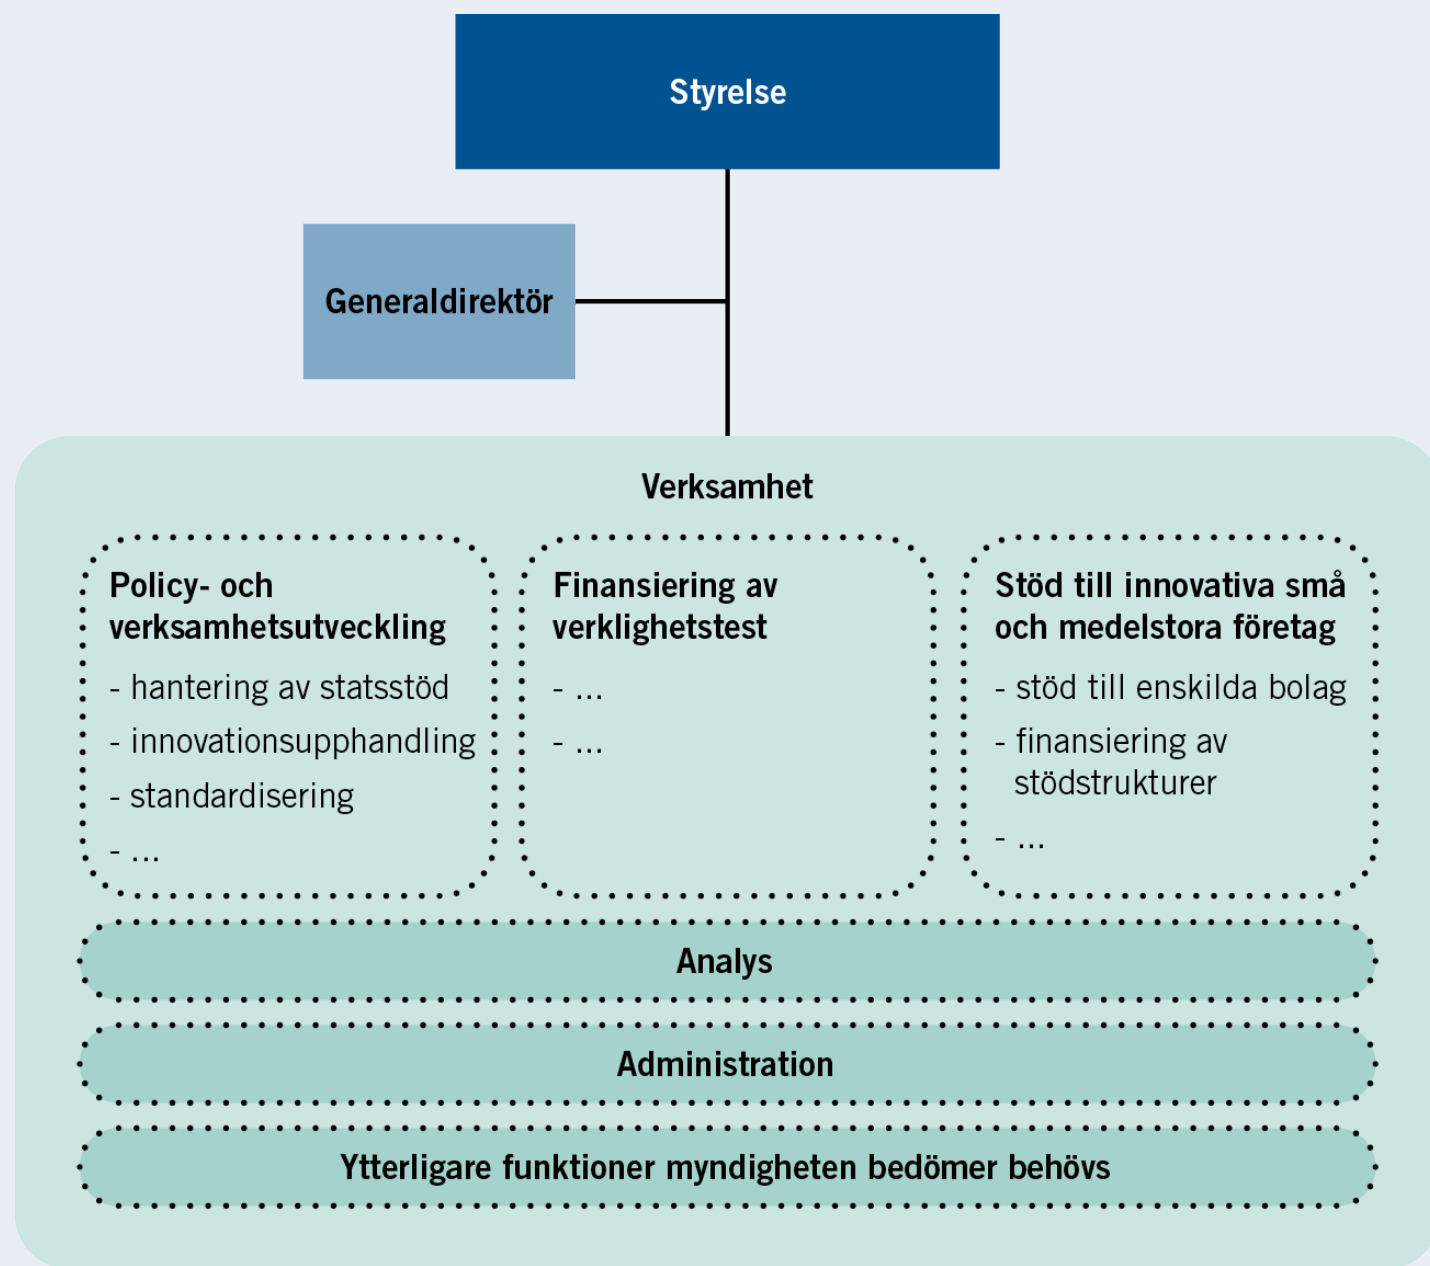 Styrelse
Generaldirektör
Verksamhet
Policy- och
verksamhetsutveckling
- hantering av statsstöd
- innovationsupphandling
- standardisering
- ...
Finansiering av
verklighetstest
- ...
- ...
Stöd till innovativa små
och medelstora företag
- stöd till enskilda bolag
- finansiering av
stödstrukturer
- ...
Analys
Administration
Ytterligare funktioner myndigheten bedömer behövs